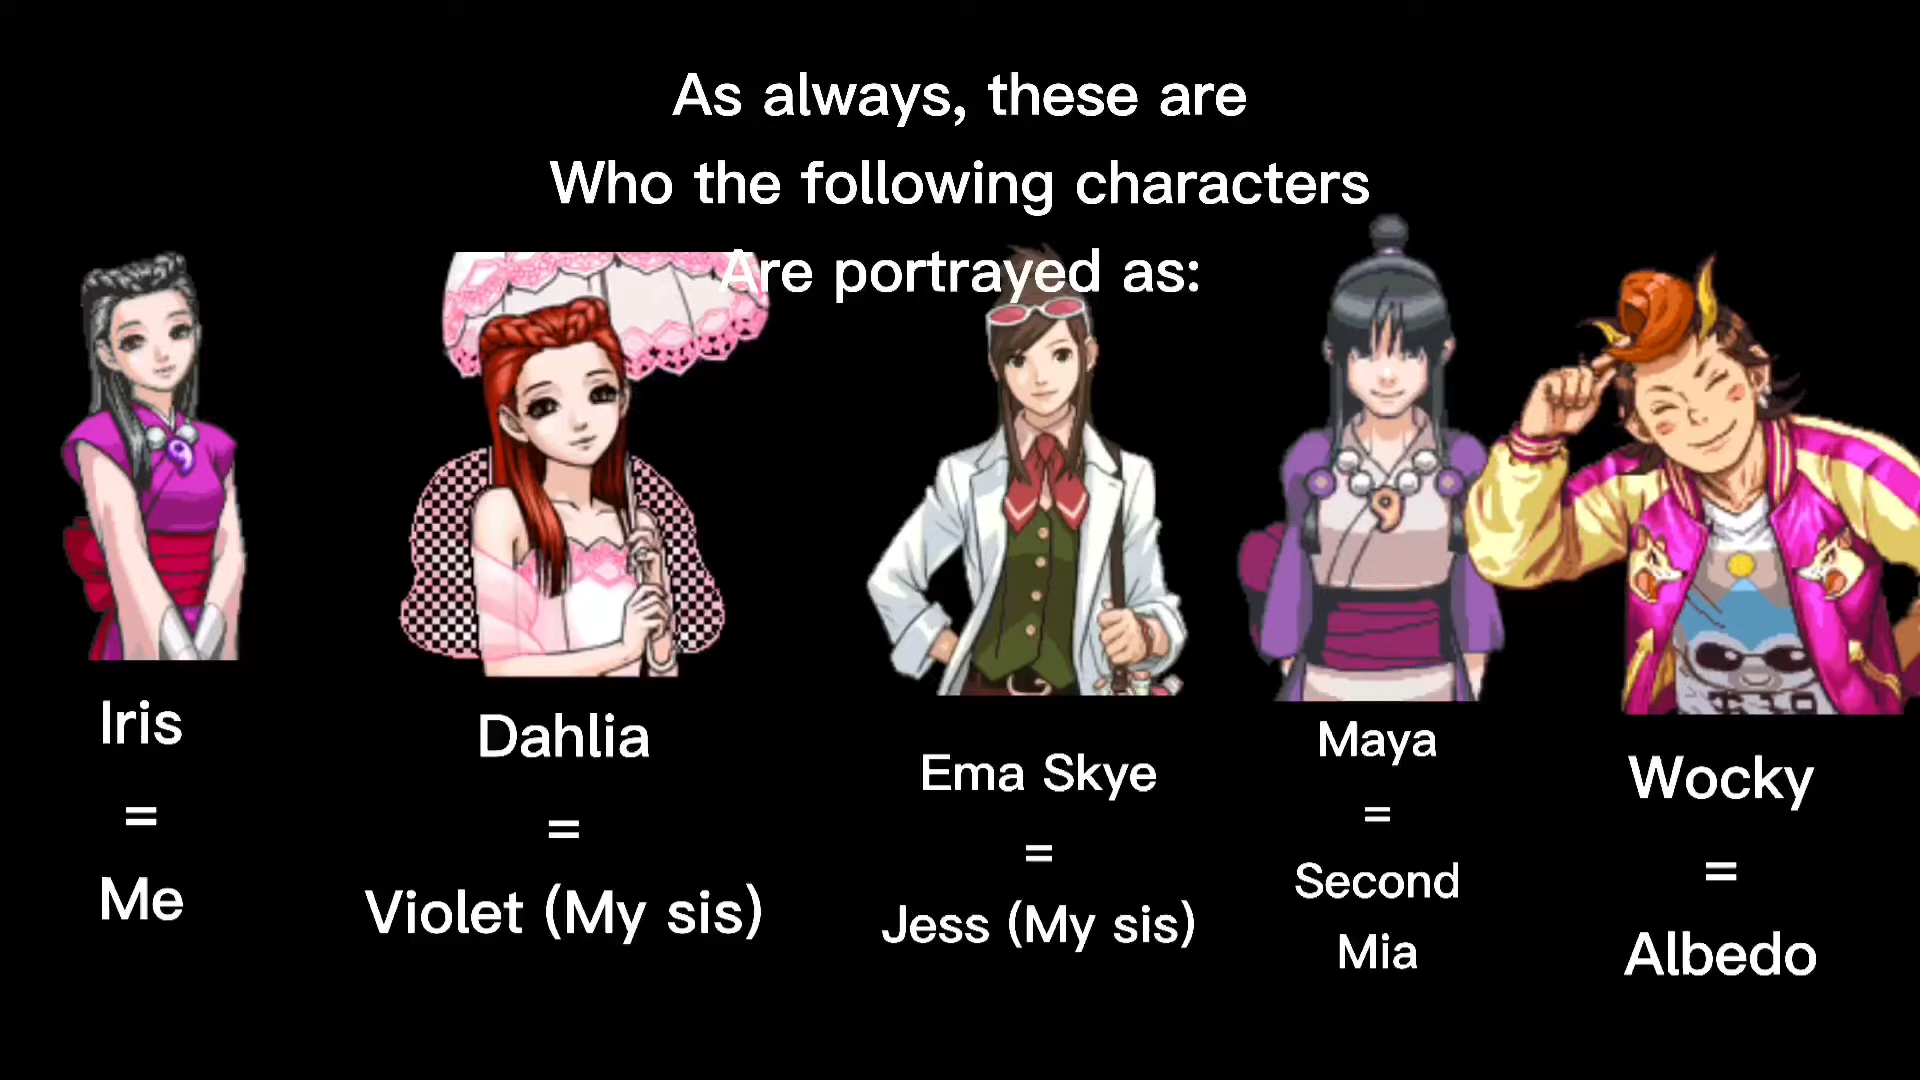 As always, these are
Who the following characters
Are portrayed as:
Iris
=
Me
Dahlia
=
Violet (My sis)
Ema Skye
=
Jess (My sis)
Maya
=
Second
Mia
Wocky
=
Albedo